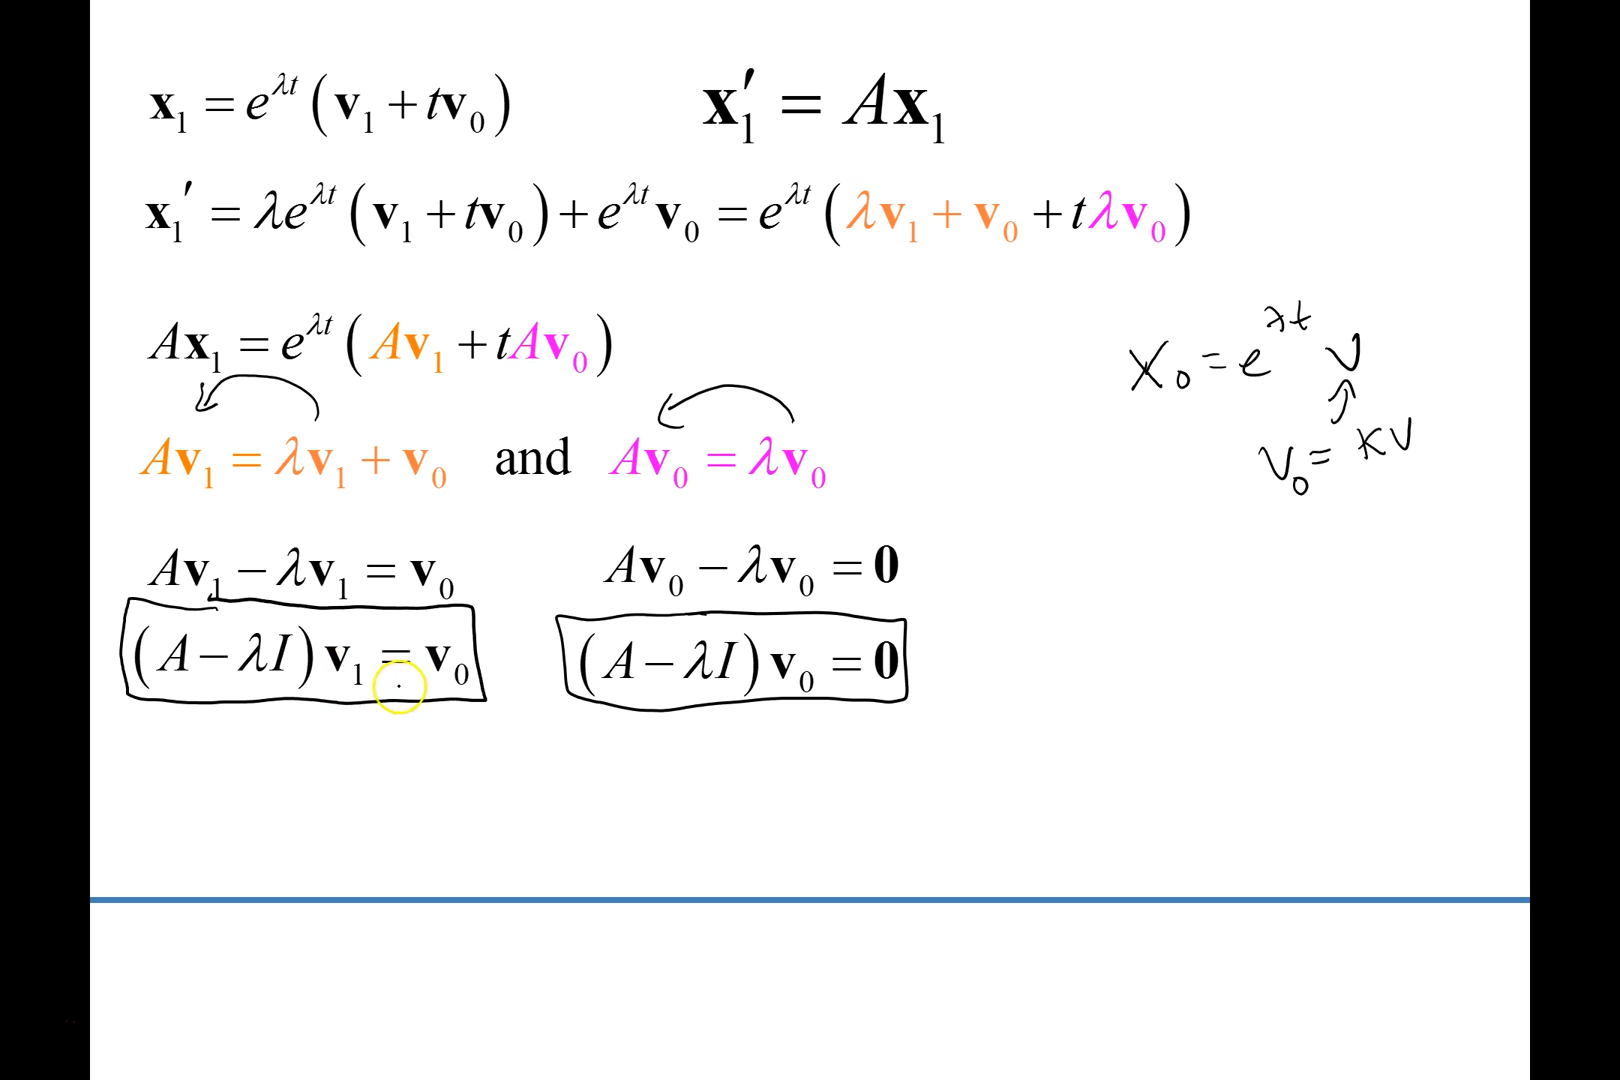 x₁ = e^{λt} (v₁ + tv₀)    x₁′ = Ax₁
x₁′ = λe^{λt} (v₁ + tv₀) + e^{λt} v₀ = e^{λt} (λv₁ + v₀ + tλv₀)
Ax₁ = e^{λt} (Av₁ + tAv₀)
X₀ = e^{λt} v
Av₁ = λv₁ + v₀ and Av₀ = λv₀
v₀ = kv
Av₁ − λv₁ = v₀    Av₀ − λv₀ = 0
(A − λI) v₁ = v₀    (A − λI) v₀ = 0